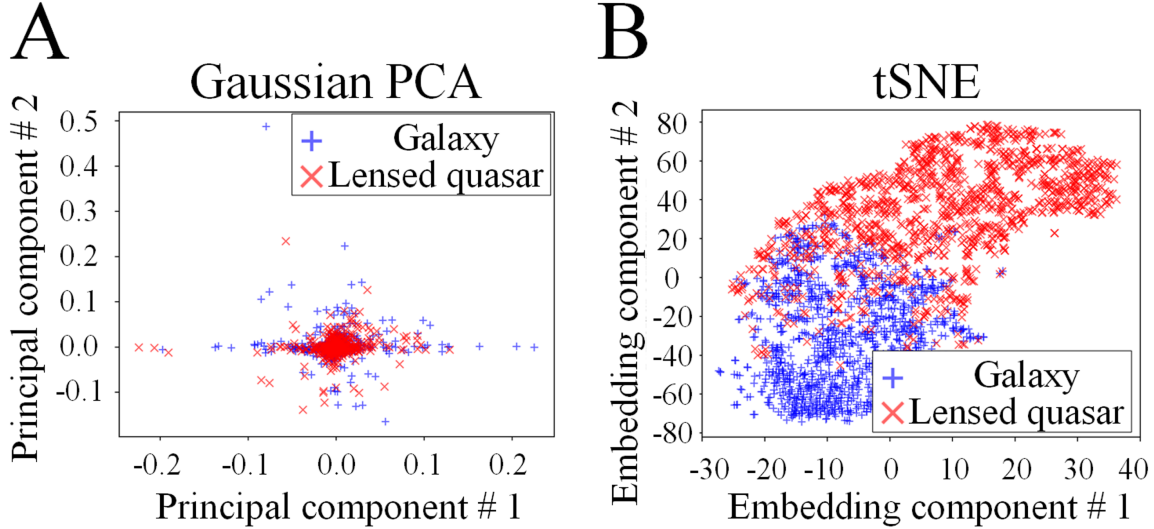 A
Gaussian PCA
Principal component # 2
0.5
0.4
0.3
0.2
0.1
0.0
-0.1
Galaxy
Lensed quasar
-0.2
-0.1
0.0
0.1
0.2
Principal component # 1
B
tSNE
Embedding component # 2
80
60
40
20
0
-20
-40
-60
-80
Galaxy
Lensed quasar
-30
-20
-10
0
10
20
30
40
Embedding component # 1